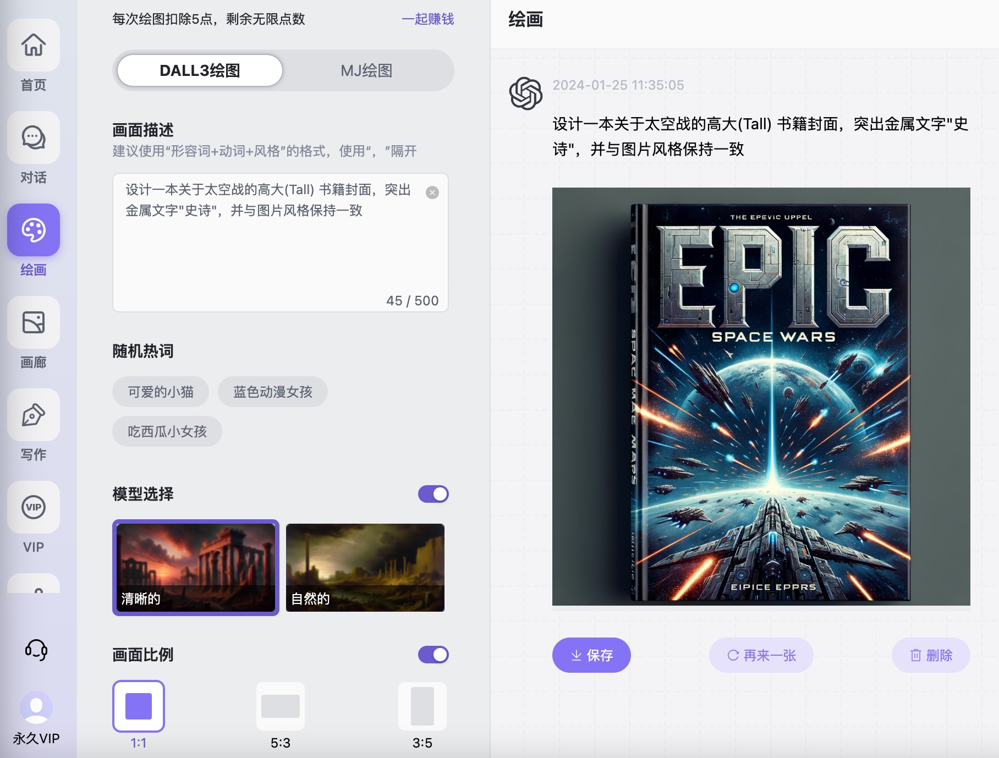 首页
对话
绘画
画廊
写作
VIP
VIP
永久VIP
每次绘图扣除5点，剩余无限点数
一起赚钱
DALL3绘图
MJ绘图
画面描述
建议使用“形容词+动词+风格”的格式，使用“，”隔开
设计一本关于太空战的高大(Tall) 书籍封面，突出
金属文字"史诗"，并与图片风格保持一致
45 / 500
随机热词
可爱的小猫
蓝色动漫女孩
吃西瓜小女孩
模型选择
清晰的
自然的
画面比例
1:1
5:3
3:5
绘画
2024-01-25 11:35:05
设计一本关于太空战的高大(Tall) 书籍封面，突出金属文字"史
诗"，并与图片风格保持一致
THE EPEVIC UPPEL
EPIC
SPACE WARS
EIPICE EPPRS
保存
再来一张
删除